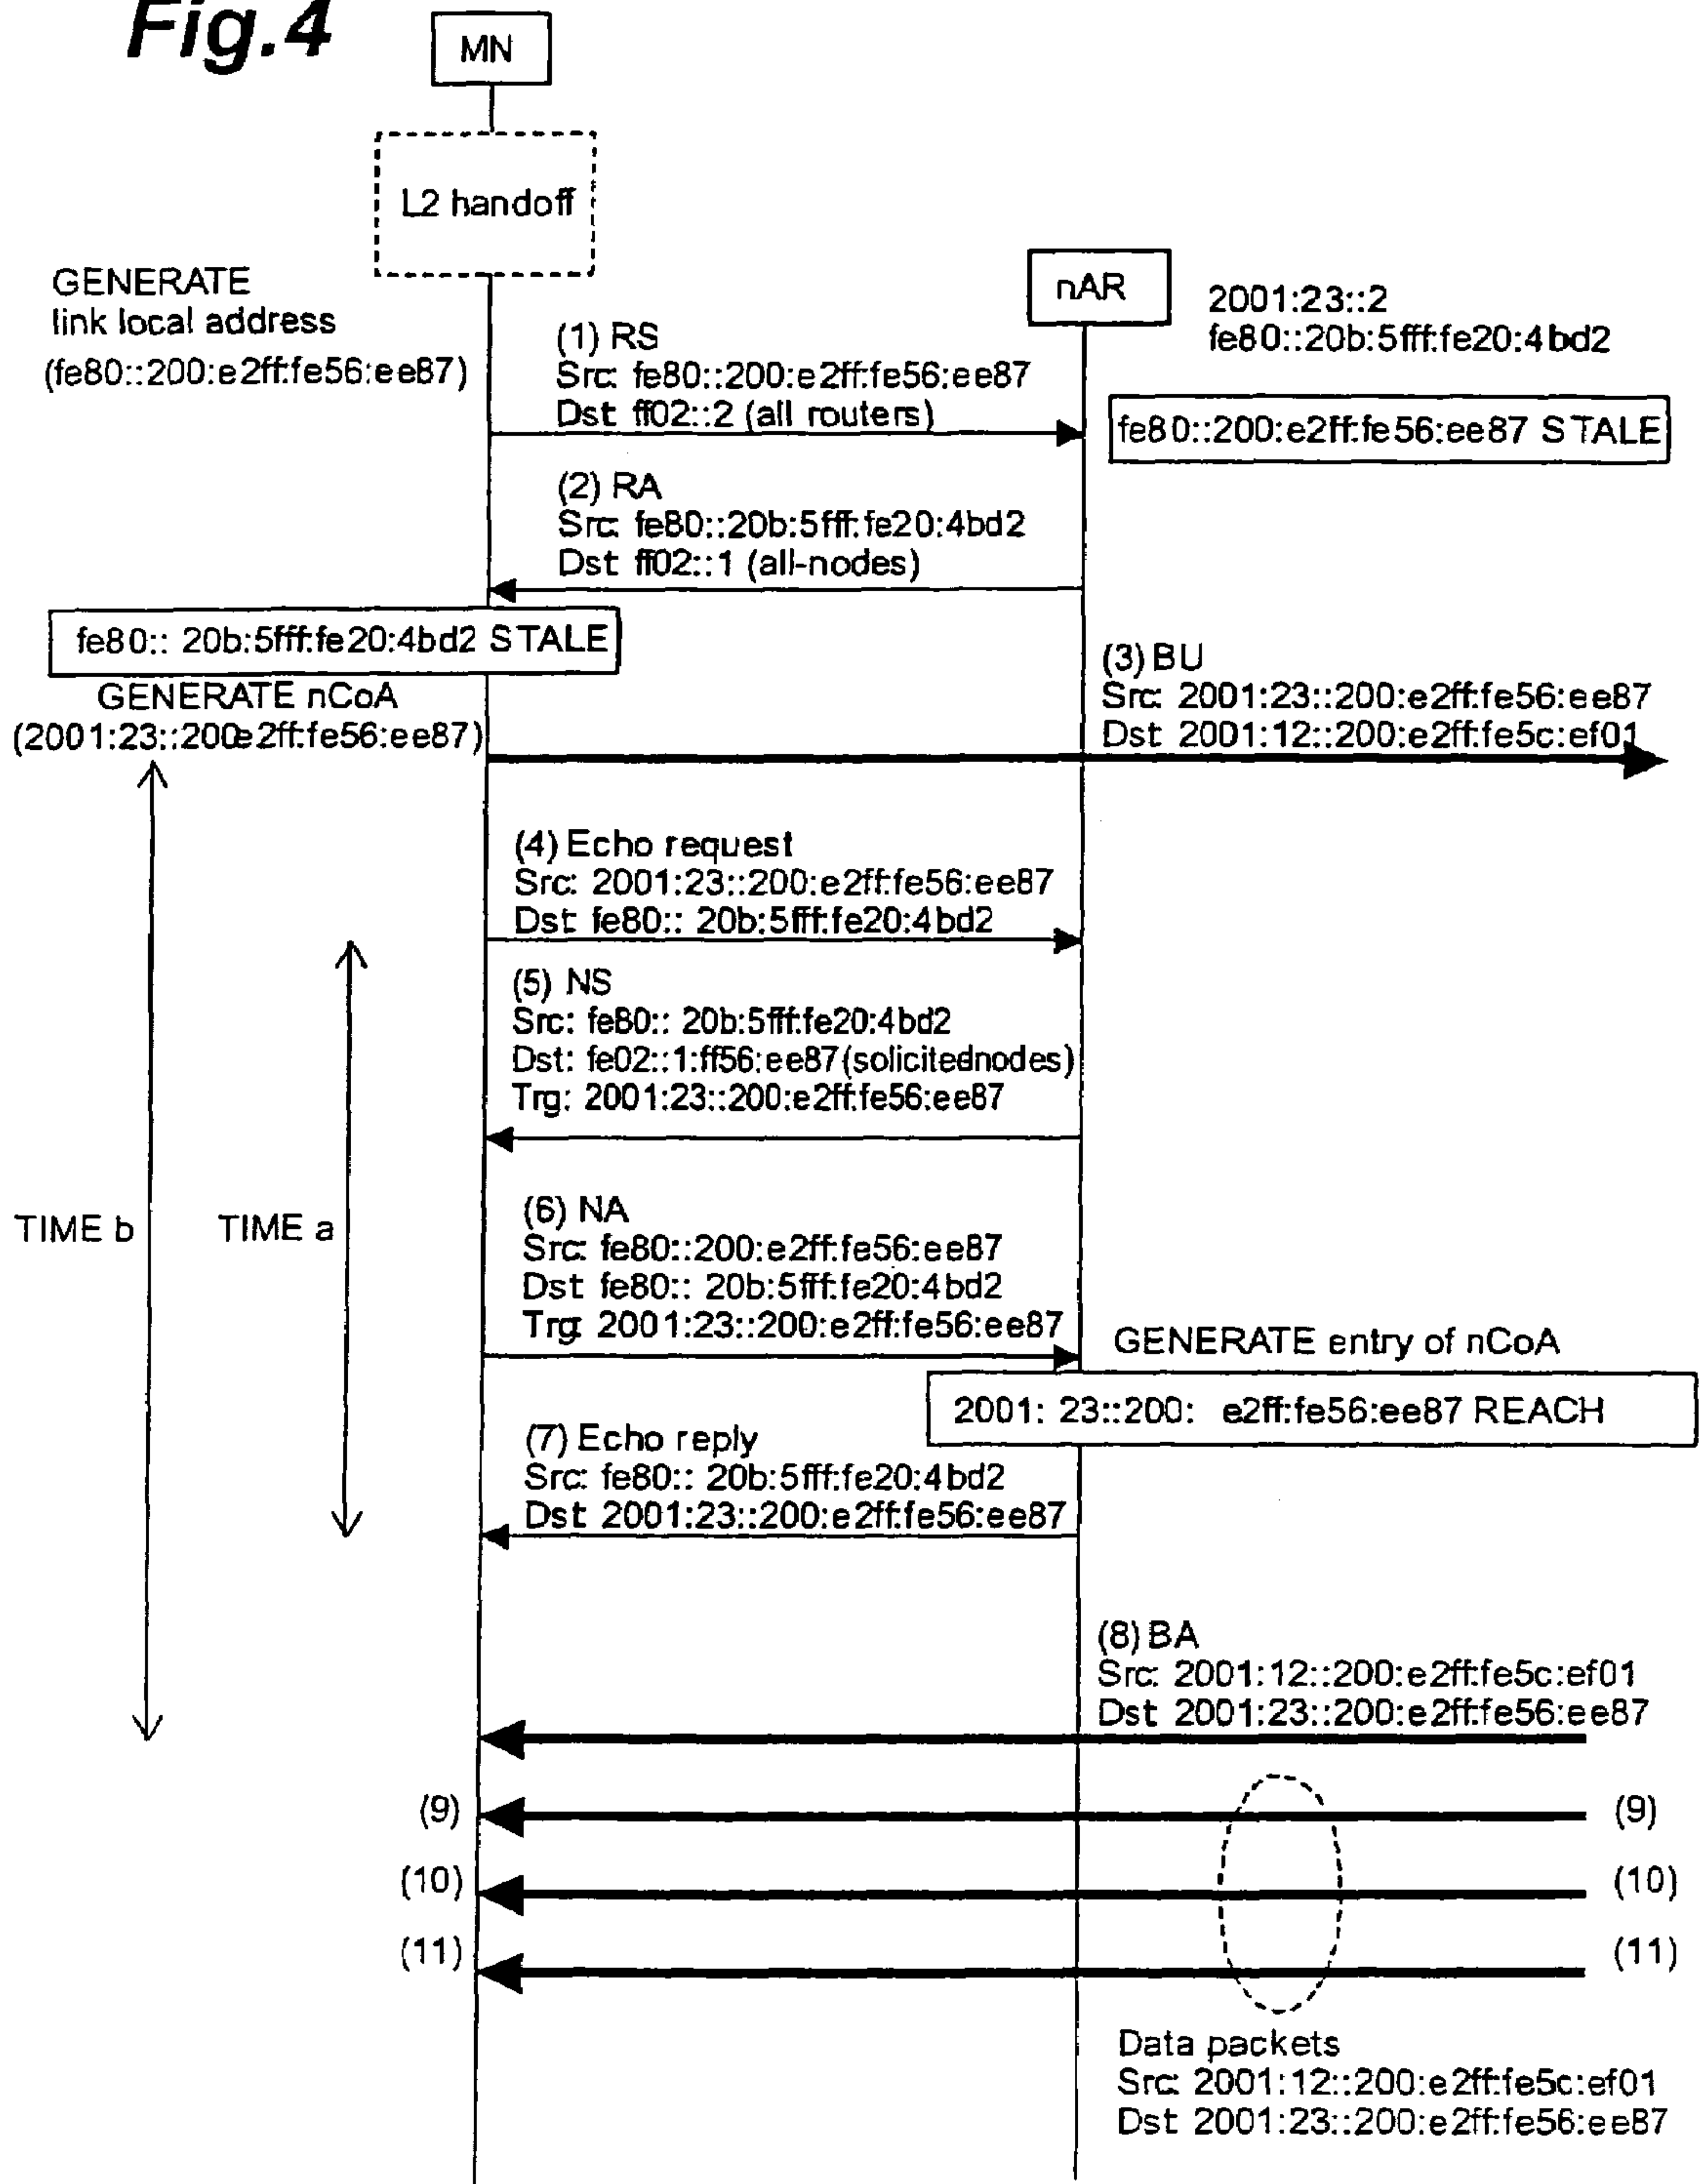 Fig.4
MN
L2 handoff
GENERATE
link local address
(fe80::200:e2ff:fe56:ee87)
nAR
2001:23::2
fe80::20b:5fff:fe20:4bd2
(1) RS
Src: fe80::200:e2ff:fe56:ee87
Dst: ff02::2 (all routers)
fe80::200:e2ff:fe56:ee87 STALE
(2) RA
Src: fe80::20b:5fff:fe20:4bd2
Dst: ff02::1 (all-nodes)
fe80:: 20b:5fff:fe20:4bd2 STALE
GENERATE nCoA
(2001:23::200:e2ff:fe56:ee87)
(3) BU
Src: 2001:23::200:e2ff:fe56:ee87
Dst: 2001:12::200:e2ff:fe5c:ef01
(4) Echo request
Src: 2001:23::200:e2ff:fe56:ee87
Dst: fe80:: 20b:5fff:fe20:4bd2
(5) NS
Src: fe80:: 20b:5fff:fe20:4bd2
Dst: fe02::1:ff56:ee87(solicitednodes)
Trg: 2001:23::200:e2ff:fe56:ee87
TIME b
TIME a
(6) NA
Src: fe80::200:e2ff:fe56:ee87
Dst: fe80:: 20b:5fff:fe20:4bd2
Trg: 2001:23::200:e2ff:fe56:ee87
GENERATE entry of nCoA
2001: 23::200: e2ff:fe56:ee87 REACH
(7) Echo reply
Src: fe80:: 20b:5fff:fe20:4bd2
Dst: 2001:23::200:e2ff:fe56:ee87
(8) BA
Src: 2001:12::200:e2ff:fe5c:ef01
Dst: 2001:23::200:e2ff:fe56:ee87
(9)
(9)
(10)
(10)
(11)
(11)
Data packets
Src: 2001:12::200:e2ff:fe5c:ef01
Dst: 2001:23::200:e2ff:fe56:ee87